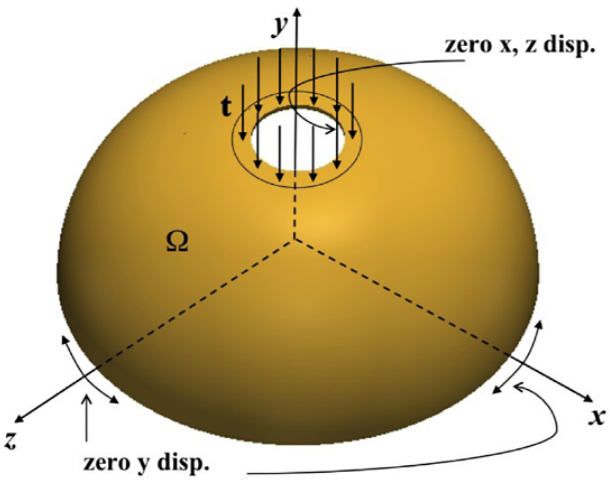 y
zero x, z disp.
t
Ω
z
x
zero y disp.